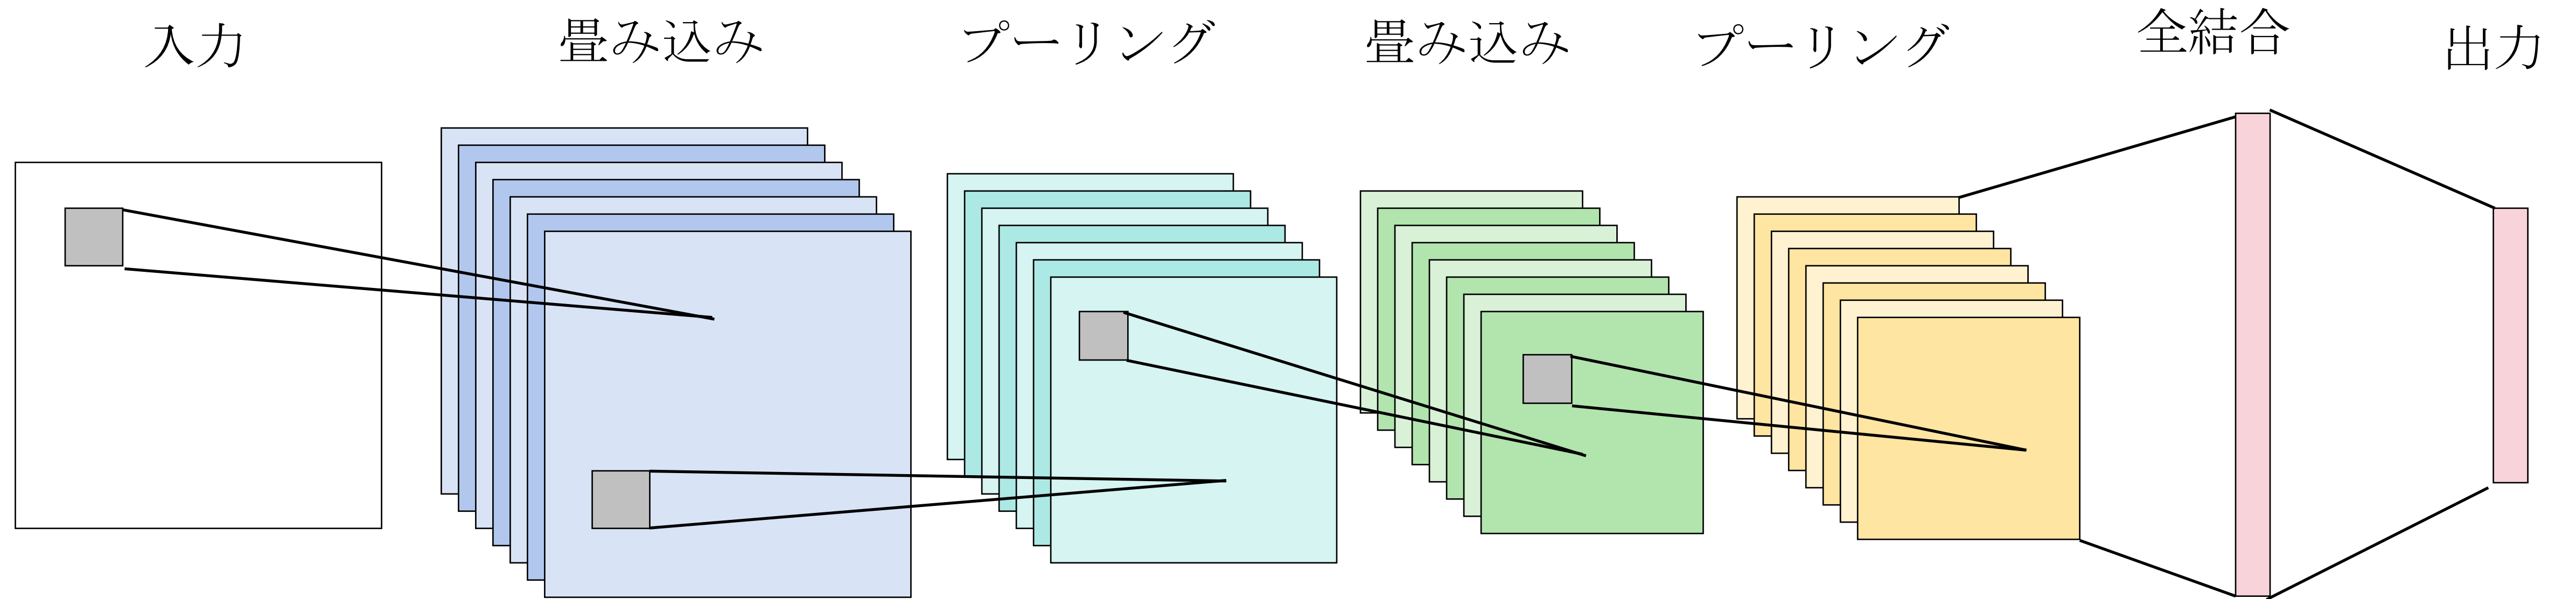 入力
畳み込み
プーリング
畳み込み
プーリング
全結合
出力